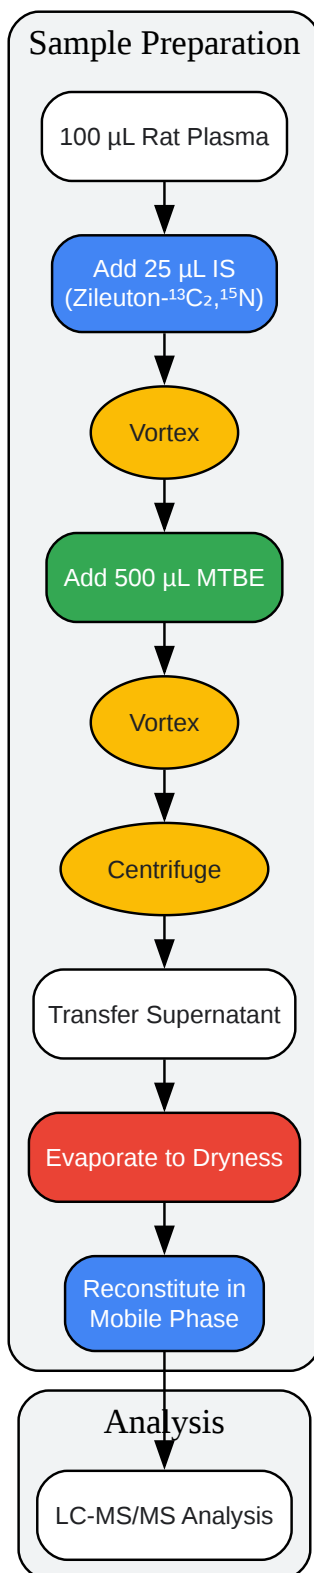 Sample Preparation
100 µL Rat Plasma
Add 25 µL IS
(Zileuton-¹³C₂,¹⁵N)
Vortex
Add 500 µL MTBE
Vortex
Centrifuge
Transfer Supernatant
Evaporate to Dryness
Reconstitute in
Mobile Phase
Analysis
LC-MS/MS Analysis